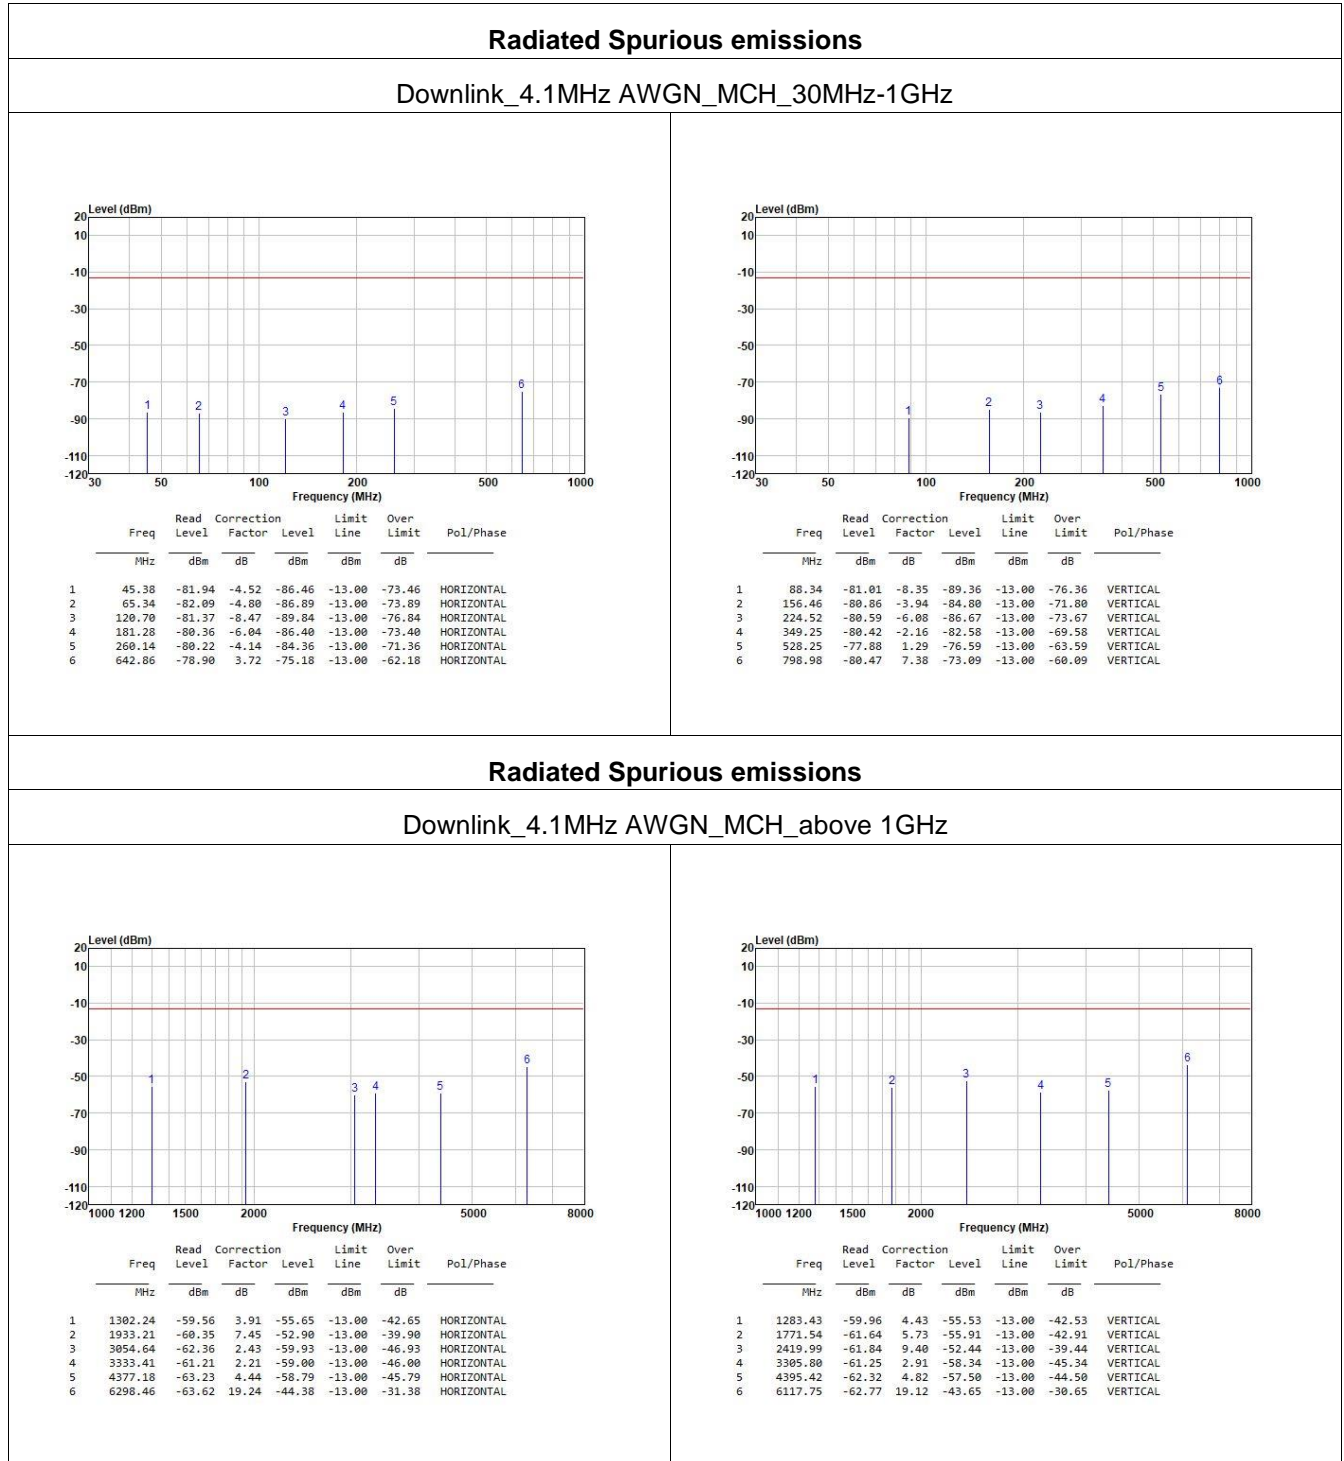 Radiated Spurious emissions
Downlink_4.1MHz AWGN_MCH_30MHz-1GHz
Level (dBm)
20
10
-10
-30
-50
-70
-90
-110
-120
1 2 3 4 5 6
30 50 100 200 500 1000
Frequency (MHz)
Read Correction Limit Over
Freq Level Factor Level Line Limit Pol/Phase
MHz dBm dB dBm dBm dB
1 45.38 -81.94 -4.52 -86.46 -13.00 -73.46 HORIZONTAL
2 65.34 -82.09 -4.80 -86.89 -13.00 -73.89 HORIZONTAL
3 120.70 -81.37 -8.47 -89.84 -13.00 -76.84 HORIZONTAL
4 181.28 -80.36 -6.04 -86.40 -13.00 -73.40 HORIZONTAL
5 260.14 -80.22 -4.14 -84.36 -13.00 -71.36 HORIZONTAL
6 642.86 -78.90 3.72 -75.18 -13.00 -62.18 HORIZONTAL
Level (dBm)
20
10
-10
-30
-50
-70
-90
-110
-120
1 2 3 4 5 6
30 50 100 200 500 1000
Frequency (MHz)
Read Correction Limit Over
Freq Level Factor Level Line Limit Pol/Phase
MHz dBm dB dBm dBm dB
1 88.34 -81.01 -8.35 -89.36 -13.00 -76.36 VERTICAL
2 156.46 -80.86 -3.94 -84.80 -13.00 -71.80 VERTICAL
3 224.52 -80.59 -6.08 -86.67 -13.00 -73.67 VERTICAL
4 349.25 -80.42 -2.16 -82.58 -13.00 -69.58 VERTICAL
5 528.25 -77.88 1.29 -76.59 -13.00 -63.59 VERTICAL
6 798.98 -80.47 7.38 -73.09 -13.00 -60.09 VERTICAL
Radiated Spurious emissions
Downlink_4.1MHz AWGN_MCH_above 1GHz
Level (dBm)
20
10
-10
-30
-50
-70
-90
-110
-120
1 2 3 4 5 6
1000 1200 1500 2000 5000 8000
Frequency (MHz)
Read Correction Limit Over
Freq Level Factor Level Line Limit Pol/Phase
MHz dBm dB dBm dBm dB
1 1302.24 -59.56 3.91 -55.65 -13.00 -42.65 HORIZONTAL
2 1933.21 -60.35 7.45 -52.90 -13.00 -39.90 HORIZONTAL
3 3054.64 -62.36 2.43 -59.93 -13.00 -46.93 HORIZONTAL
4 3333.41 -61.21 2.21 -59.00 -13.00 -46.00 HORIZONTAL
5 4377.18 -63.23 4.44 -58.79 -13.00 -45.79 HORIZONTAL
6 6298.46 -63.62 19.24 -44.38 -13.00 -31.38 HORIZONTAL
Level (dBm)
20
10
-10
-30
-50
-70
-90
-110
-120
1 2 3 4 5 6
1000 1200 1500 2000 5000 8000
Frequency (MHz)
Read Correction Limit Over
Freq Level Factor Level Line Limit Pol/Phase
MHz dBm dB dBm dBm dB
1 1283.43 -59.96 4.43 -55.53 -13.00 -42.53 VERTICAL
2 1771.54 -61.64 5.73 -55.91 -13.00 -42.91 VERTICAL
3 2419.99 -61.84 9.40 -52.44 -13.00 -39.44 VERTICAL
4 3305.80 -61.25 2.91 -58.34 -13.00 -45.34 VERTICAL
5 4395.42 -62.32 4.82 -57.50 -13.00 -44.50 VERTICAL
6 6117.75 -62.77 19.12 -43.65 -13.00 -30.65 VERTICAL